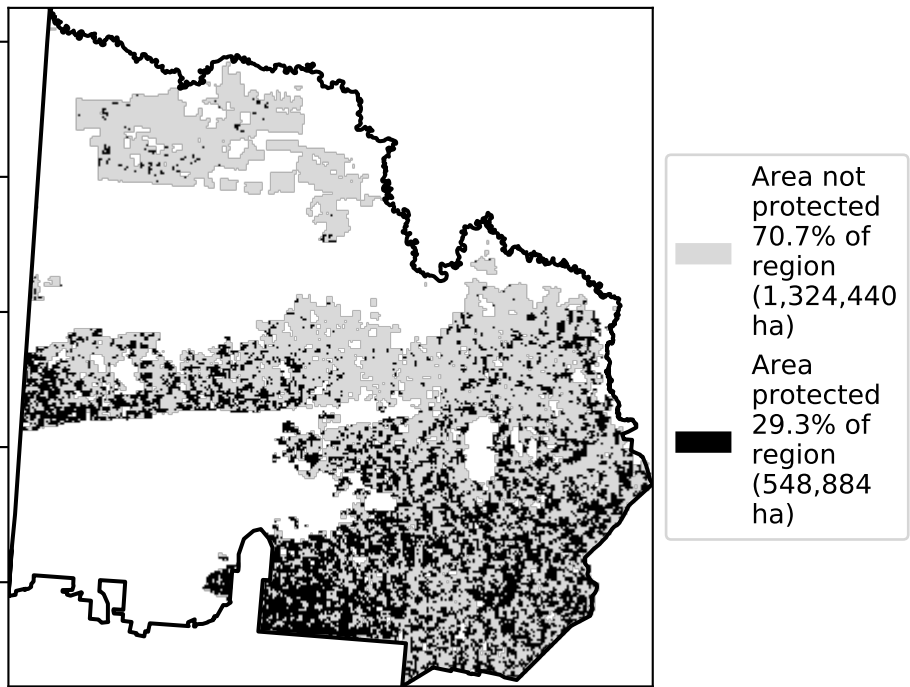 Area not
protected
70.7% of
region
(1,324,440
ha)
Area
protected
29.3% of
region
(548,884
ha)